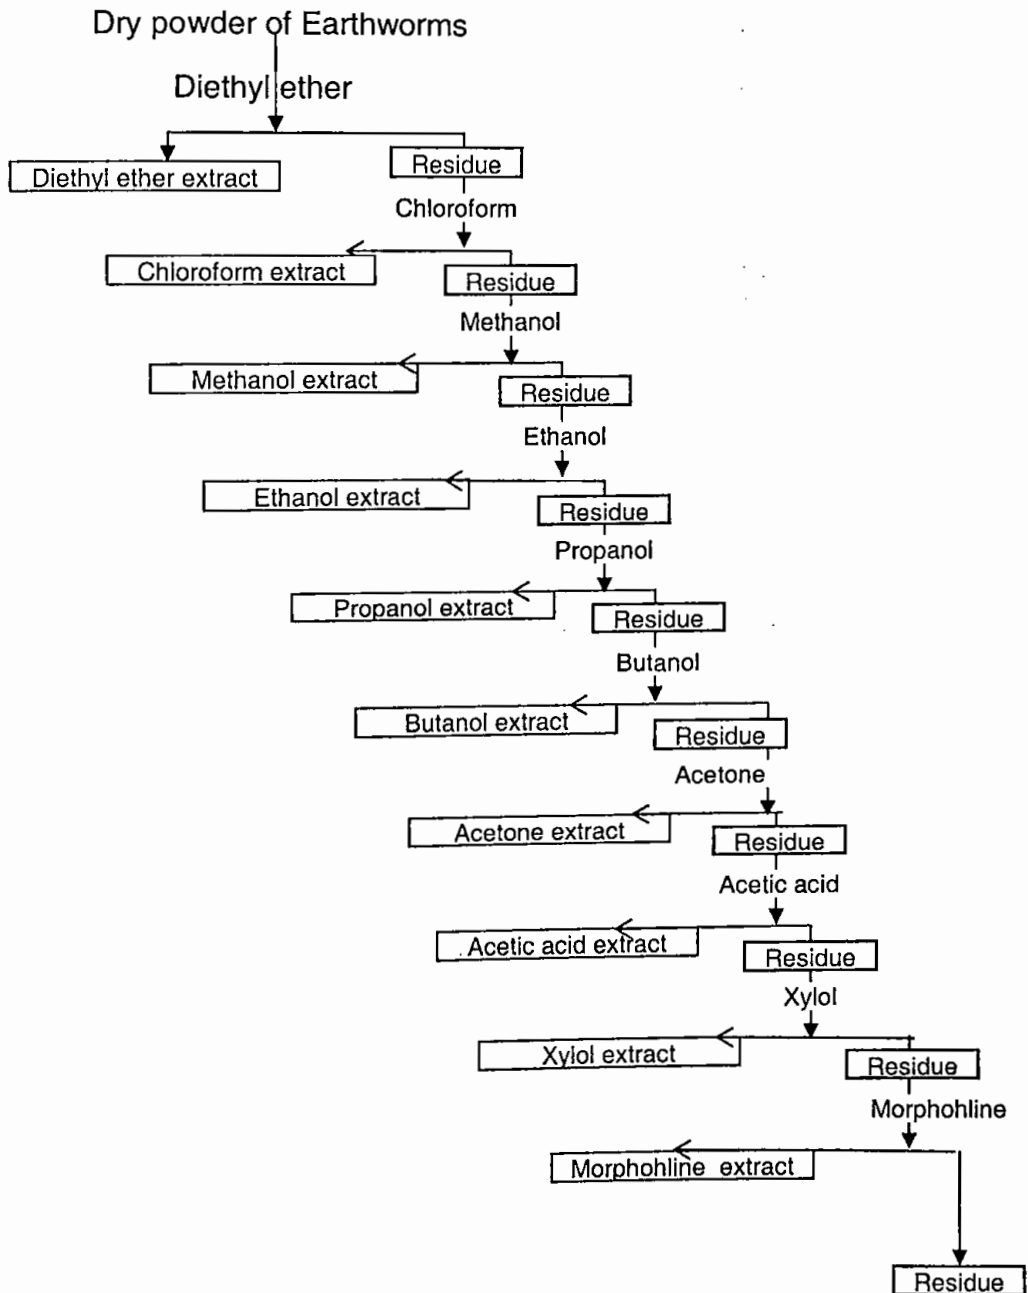 Dry powder of Earthworms
Diethyl ether
Diethyl ether extract
Residue
Chloroform
Chloroform extract
Residue
Methanol
Methanol extract
Residue
Ethanol
Ethanol extract
Residue
Propanol
Propanol extract
Residue
Butanol
Butanol extract
Residue
Acetone
Acetone extract
Residue
Acetic acid
Acetic acid extract
Residue
Xylol
Xylol extract
Residue
Morphohline
Morphohline extract
Residue